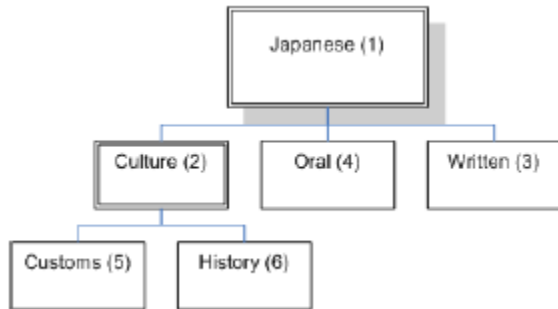 Japanese (1)
Culture (2)
Oral (4)
Written (3)
Customs (5)
History (6)